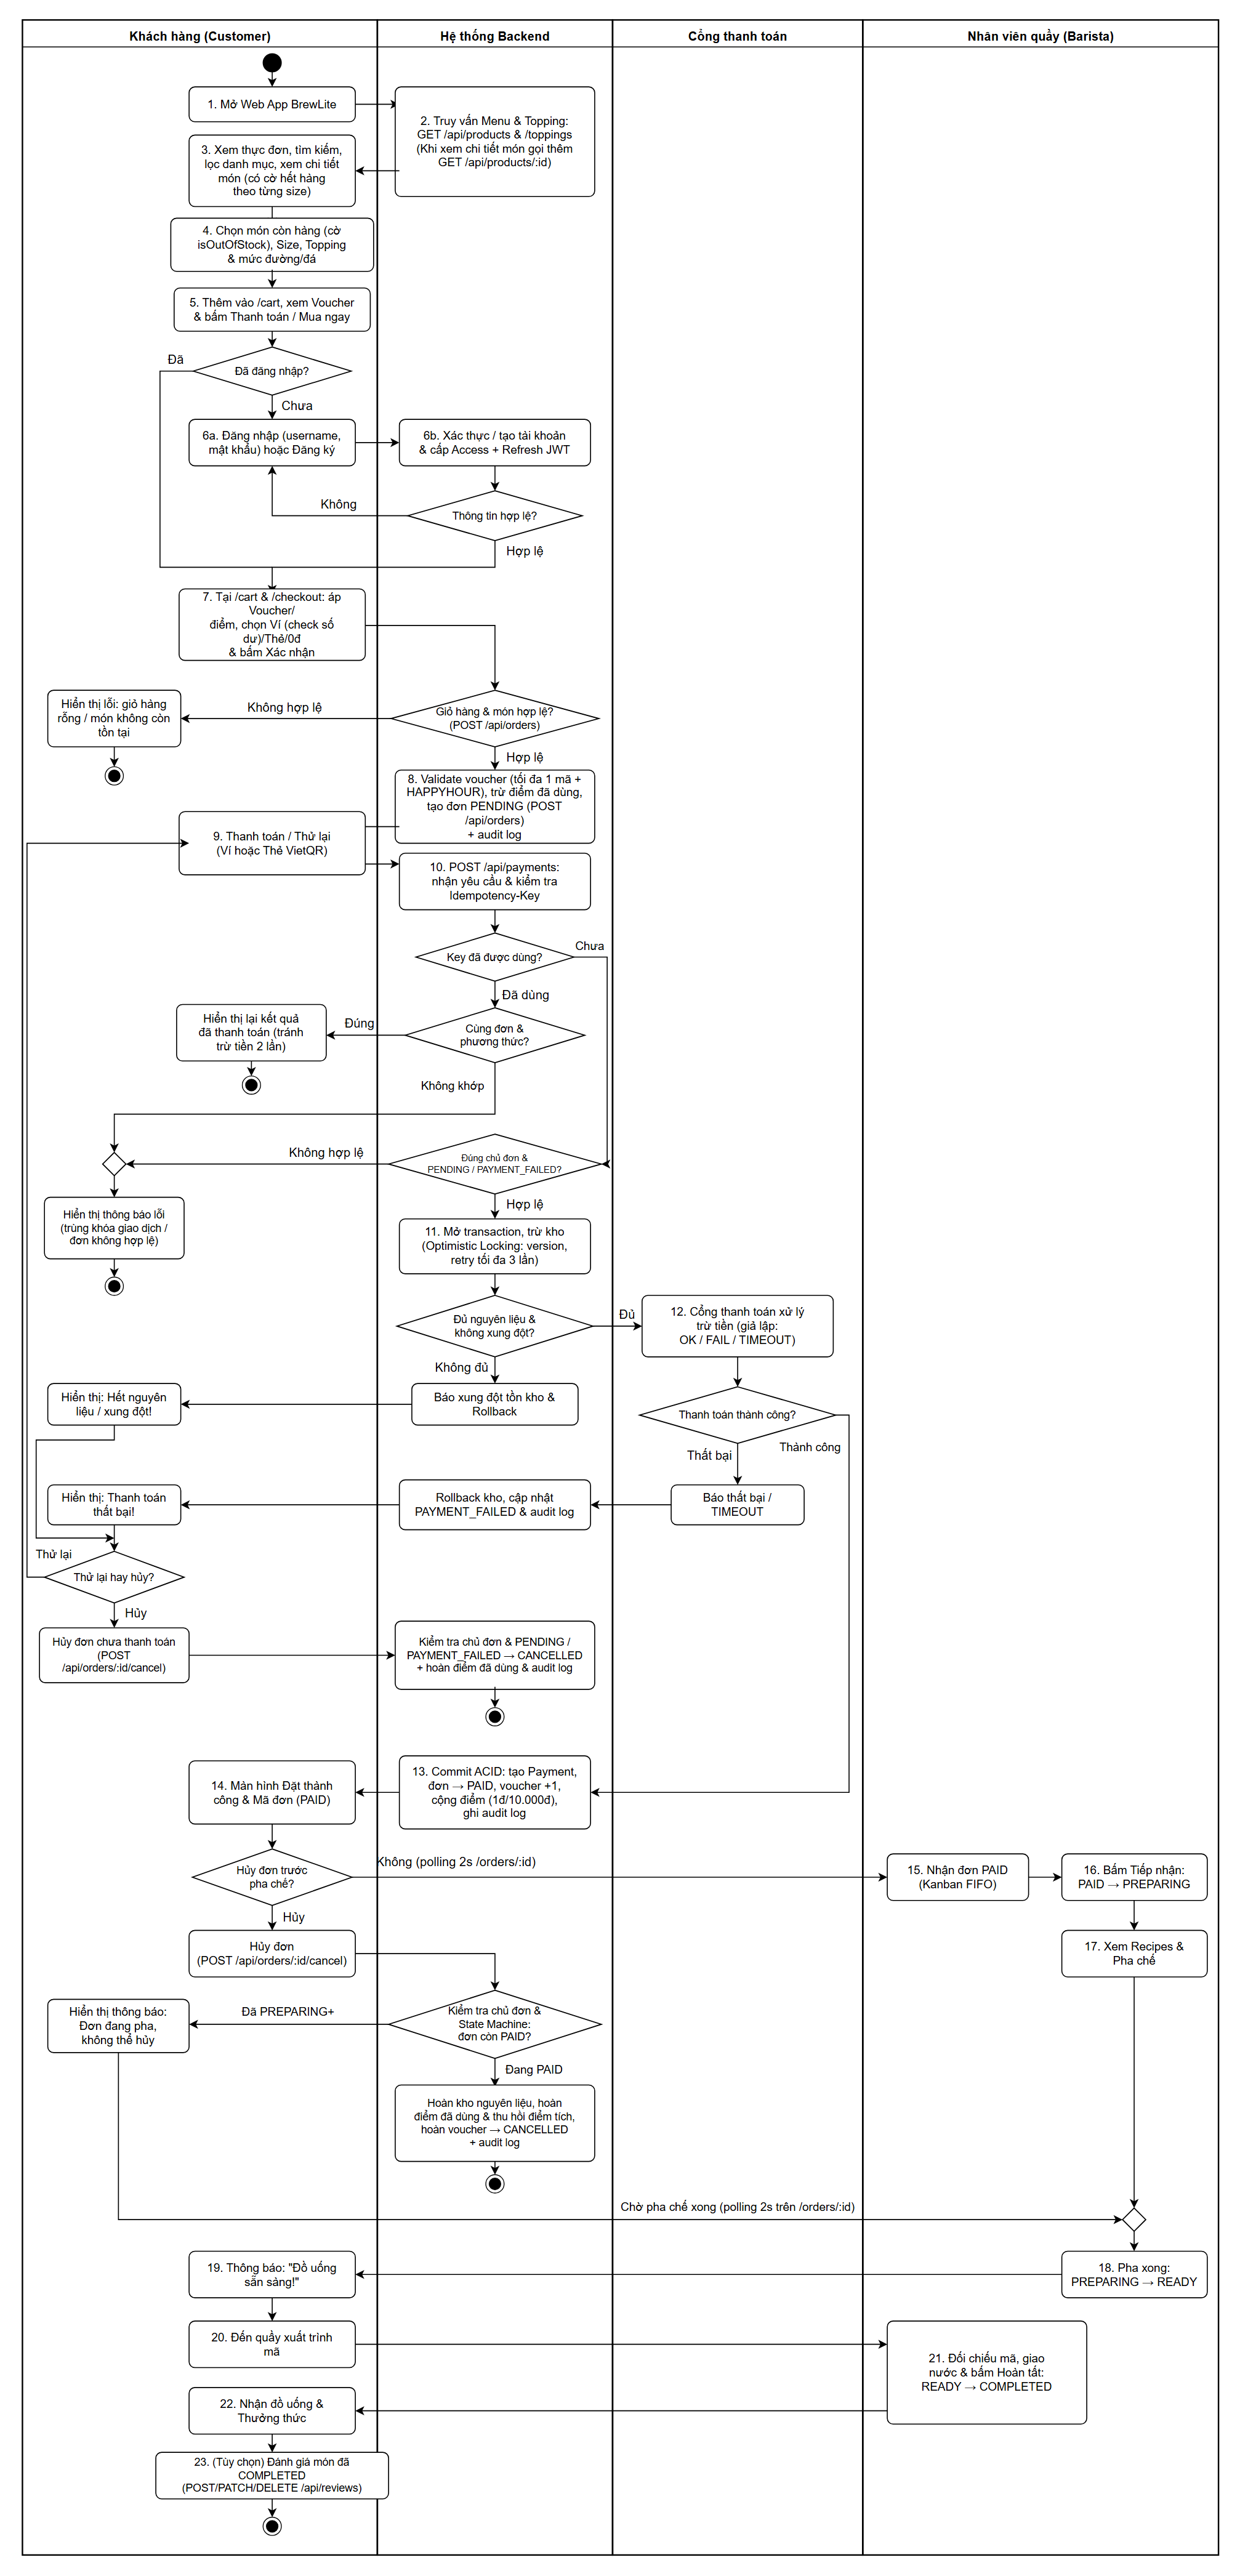 Khách hàng (Customer)
Hệ thống Backend
Cổng thanh toán
Nhân viên quầy (Barista)
1. Mở Web App BrewLite
2. Truy vấn Menu & Topping:
GET /api/products & /toppings
(Khi xem chi tiết món gọi thêm
GET /api/products/:id)
3. Xem thực đơn, tìm kiếm,
lọc danh mục, xem chi tiết
món (có cờ hết hàng
theo từng size)
4. Chọn món còn hàng (cờ
isOutOfStock), Size, Topping
& mức đường/đá
5. Thêm vào /cart, xem Voucher
& bấm Thanh toán / Mua ngay
Đã
Đã đăng nhập?
Chưa
6a. Đăng nhập (username,
mật khẩu) hoặc Đăng ký
6b. Xác thực / tạo tài khoản
& cấp Access + Refresh JWT
Không
Thông tin hợp lệ?
Hợp lệ
7. Tại /cart & /checkout: áp
Voucher/
điểm, chọn Ví (check số
dư)/Thẻ/0đ
& bấm Xác nhận
Hiển thị lỗi: giỏ hàng
rỗng / món không còn
tồn tại
Không hợp lệ
Giỏ hàng & món hợp lệ?
(POST /api/orders)
Hợp lệ
8. Validate voucher (tối đa 1 mã +
HAPPYHOUR), trừ điểm đã dùng,
tạo đơn PENDING (POST
/api/orders)
+ audit log
9. Thanh toán / Thử lại
(Ví hoặc Thẻ VietQR)
10. POST /api/payments:
nhận yêu cầu & kiểm tra
Idempotency-Key
Chưa
Key đã được dùng?
Đã dùng
Hiển thị lại kết quả
đã thanh toán (tránh
trừ tiền 2 lần)
Đúng
Cùng đơn &
phương thức?
Không khớp
Không hợp lệ
Đúng chủ đơn &
PENDING / PAYMENT_FAILED?
Hợp lệ
Hiển thị thông báo lỗi
(trùng khóa giao dịch /
đơn không hợp lệ)
11. Mở transaction, trừ kho
(Optimistic Locking: version,
retry tối đa 3 lần)
Đủ nguyên liệu &
không xung đột?
Đủ
12. Cổng thanh toán xử lý
trừ tiền (giả lập:
OK / FAIL / TIMEOUT)
Không đủ
Hiển thị: Hết nguyên
liệu / xung đột!
Báo xung đột tồn kho &
Rollback
Thanh toán thành công?
Thành công
Thất bại
Hiển thị: Thanh toán
thất bại!
Rollback kho, cập nhật
PAYMENT_FAILED & audit log
Báo thất bại /
TIMEOUT
Thử lại
Thử lại hay hủy?
Hủy
Hủy đơn chưa thanh toán
(POST
/api/orders/:id/cancel)
Kiểm tra chủ đơn & PENDING /
PAYMENT_FAILED → CANCELLED
+ hoàn điểm đã dùng & audit log
14. Màn hình Đặt thành
công & Mã đơn (PAID)
13. Commit ACID: tạo Payment,
đơn → PAID, voucher +1,
cộng điểm (1đ/10.000đ),
ghi audit log
Hủy đơn trước
pha chế?
Không (polling 2s /orders/:id)
15. Nhận đơn PAID
(Kanban FIFO)
16. Bấm Tiếp nhận:
PAID → PREPARING
Hủy
Hủy đơn
(POST /api/orders/:id/cancel)
17. Xem Recipes &
Pha chế
Hiển thị thông báo:
Đơn đang pha,
không thể hủy
Đã PREPARING+
Kiểm tra chủ đơn &
State Machine:
đơn còn PAID?
Đang PAID
Hoàn kho nguyên liệu, hoàn
điểm đã dùng & thu hồi điểm tích,
hoàn voucher → CANCELLED
+ audit log
Chờ pha chế xong (polling 2s trên /orders/:id)
19. Thông báo: "Đồ uống
sẵn sàng!"
18. Pha xong:
PREPARING → READY
20. Đến quầy xuất trình
mã
21. Đối chiếu mã, giao
nước & bấm Hoàn tất:
READY → COMPLETED
22. Nhận đồ uống &
Thưởng thức
23. (Tùy chọn) Đánh giá món đã
COMPLETED
(POST/PATCH/DELETE /api/reviews)